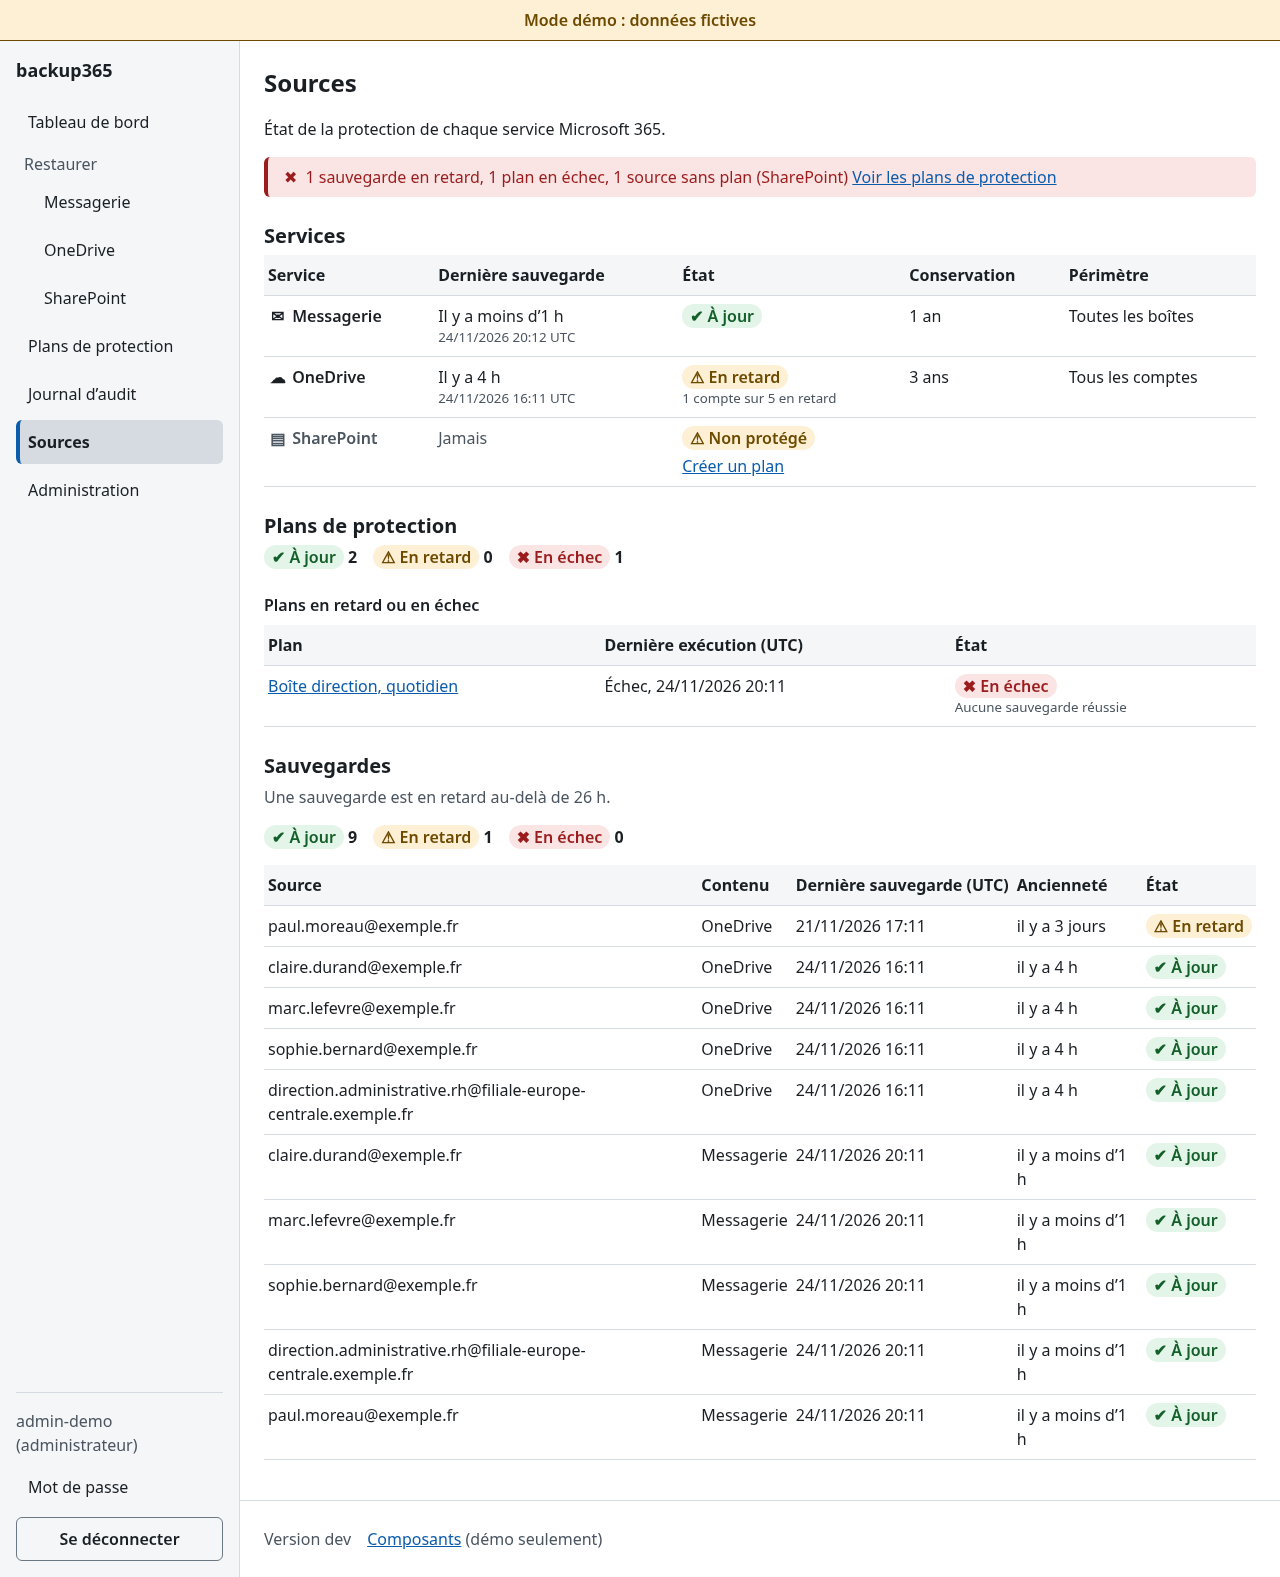 Mode démo : données fictives
backup365
Tableau de bord
Restaurer
Messagerie
OneDrive
SharePoint
Plans de protection
Journal d’audit
Sources
Administration
admin-demo
(administrateur)
Mot de passe
Se déconnecter
Sources
État de la protection de chaque service Microsoft 365.
✖ 1 sauvegarde en retard, 1 plan en échec, 1 source sans plan (SharePoint) Voir les plans de protection
Services
Service Dernière sauvegarde État Conservation Périmètre
✉ Messagerie Il y a moins d’1 h ✔ À jour 1 an Toutes les boîtes
24/11/2026 20:12 UTC
☁ OneDrive Il y a 4 h ⚠ En retard 3 ans Tous les comptes
24/11/2026 16:11 UTC 1 compte sur 5 en retard
▤ SharePoint Jamais ⚠ Non protégé
Créer un plan
Plans de protection
✔ À jour 2 ⚠ En retard 0 ✖ En échec 1
Plans en retard ou en échec
Plan Dernière exécution (UTC) État
Boîte direction, quotidien Échec, 24/11/2026 20:11 ✖ En échec
Aucune sauvegarde réussie
Sauvegardes
Une sauvegarde est en retard au-delà de 26 h.
✔ À jour 9 ⚠ En retard 1 ✖ En échec 0
Source Contenu Dernière sauvegarde (UTC) Ancienneté État
paul.moreau@exemple.fr OneDrive 21/11/2026 17:11 il y a 3 jours ⚠ En retard
claire.durand@exemple.fr OneDrive 24/11/2026 16:11 il y a 4 h ✔ À jour
marc.lefevre@exemple.fr OneDrive 24/11/2026 16:11 il y a 4 h ✔ À jour
sophie.bernard@exemple.fr OneDrive 24/11/2026 16:11 il y a 4 h ✔ À jour
direction.administrative.rh@filiale-europe- OneDrive 24/11/2026 16:11 il y a 4 h ✔ À jour
centrale.exemple.fr
claire.durand@exemple.fr Messagerie 24/11/2026 20:11 il y a moins d’1 ✔ À jour
h
marc.lefevre@exemple.fr Messagerie 24/11/2026 20:11 il y a moins d’1 ✔ À jour
h
sophie.bernard@exemple.fr Messagerie 24/11/2026 20:11 il y a moins d’1 ✔ À jour
h
direction.administrative.rh@filiale-europe- Messagerie 24/11/2026 20:11 il y a moins d’1 ✔ À jour
centrale.exemple.fr h
paul.moreau@exemple.fr Messagerie 24/11/2026 20:11 il y a moins d’1 ✔ À jour
h
Version dev Composants (démo seulement)